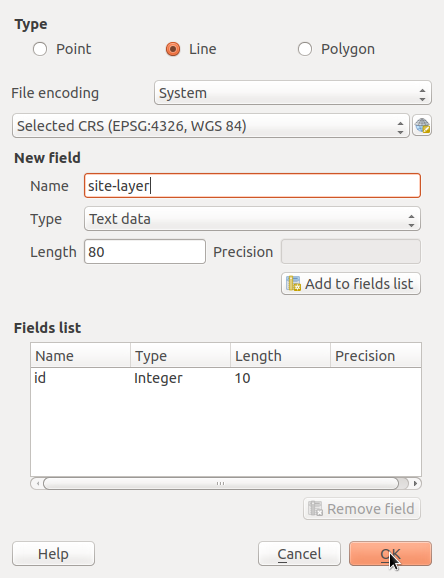 Type
Point Line Polygon
File encoding System
Selected CRS (EPSG:4326, WGS 84)
New field
Name site-layer
Type Text data
Length 80 Precision
Add to fields list
Fields list
Name Type Length Precision
id Integer 10
Remove field
Help Cancel OK